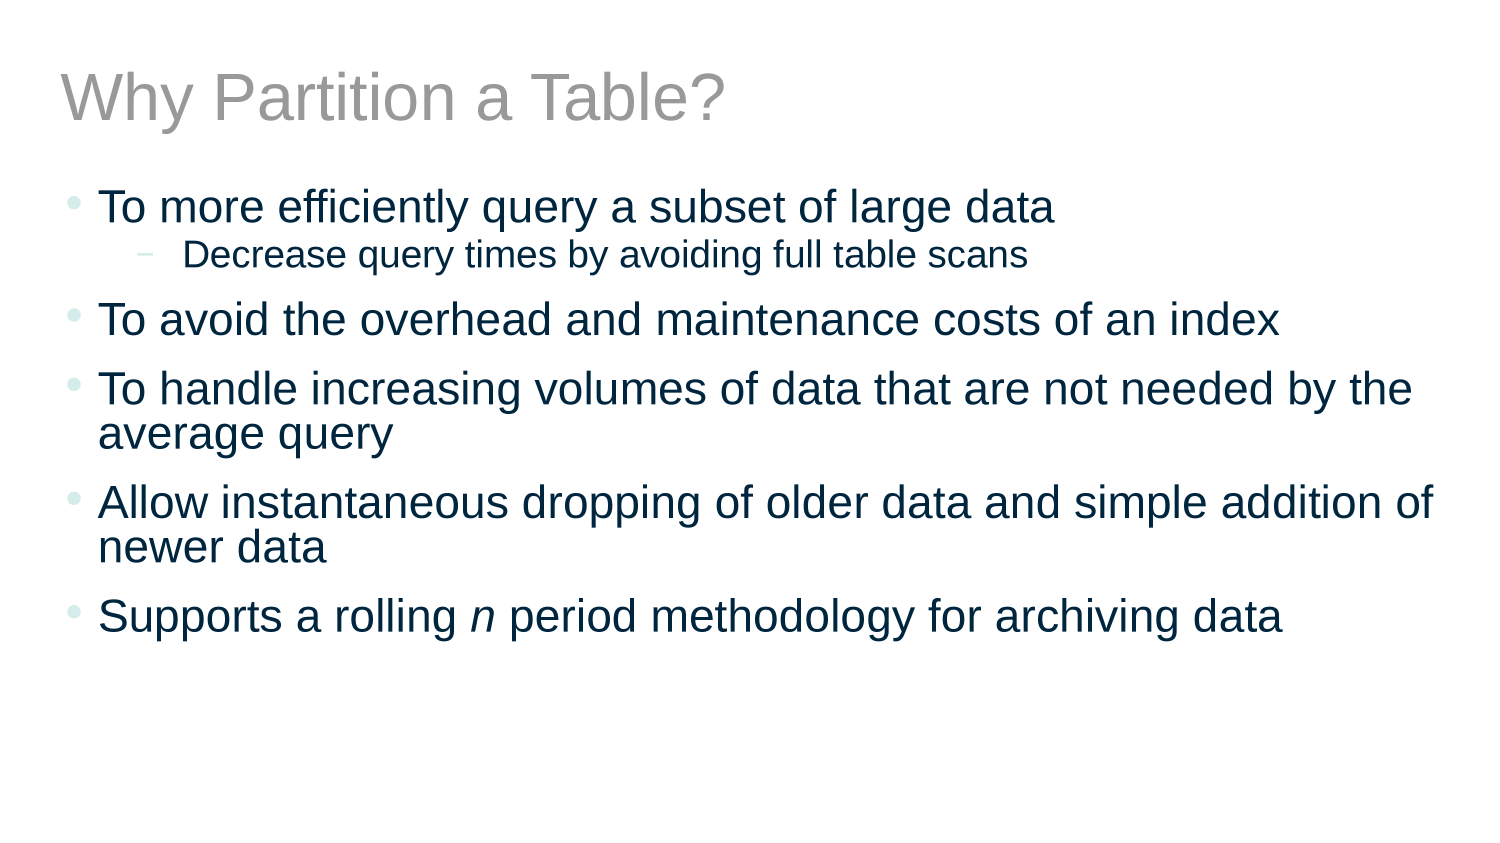 Why Partition a Table?
• To more efficiently query a subset of large data
– Decrease query times by avoiding full table scans
• To avoid the overhead and maintenance costs of an index
• To handle increasing volumes of data that are not needed by the
average query
• Allow instantaneous dropping of older data and simple addition of
newer data
• Supports a rolling n period methodology for archiving data